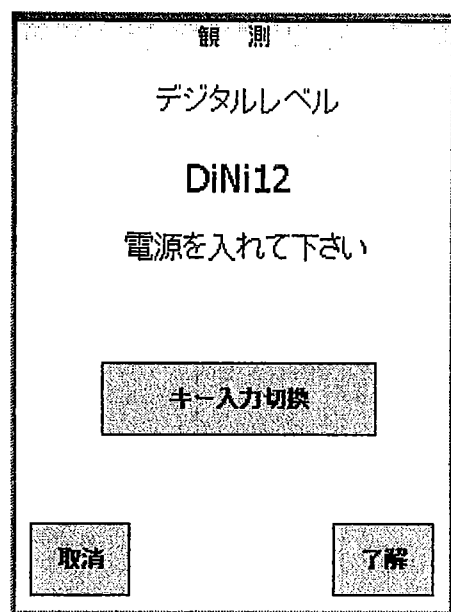 観 測
デジタルレベル
DiNi12
電源を入れて下さい
キー入力切換
取消
了解